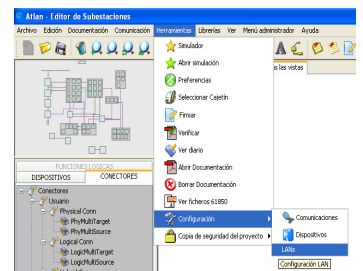 Atlan - Editor de Subestaciones
Archivo Edición Documentación Comunicación Herramientas Librerías Ver Menú administrador Ayuda
Simulador
Abrir simulación
s las vistas
Preferencias
Seleccionar Cajetín
Firmar
Verificar
Ver diario
FUNCIONES LOGICAS
Abrir Documentación
DISPOSITIVOS CONECTORES
Borrar Documentación
Conectores
Ver ficheros 61850
Usuario
Physical Conn
Configuración
Comunicaciones
PhyMultiTarget
PhyMultiSource
Copia de seguridad del proyecto
Dispositivos
Logical Conn
LANs
LogicMultiTarget
LogicMultiSource
Configuración LAN